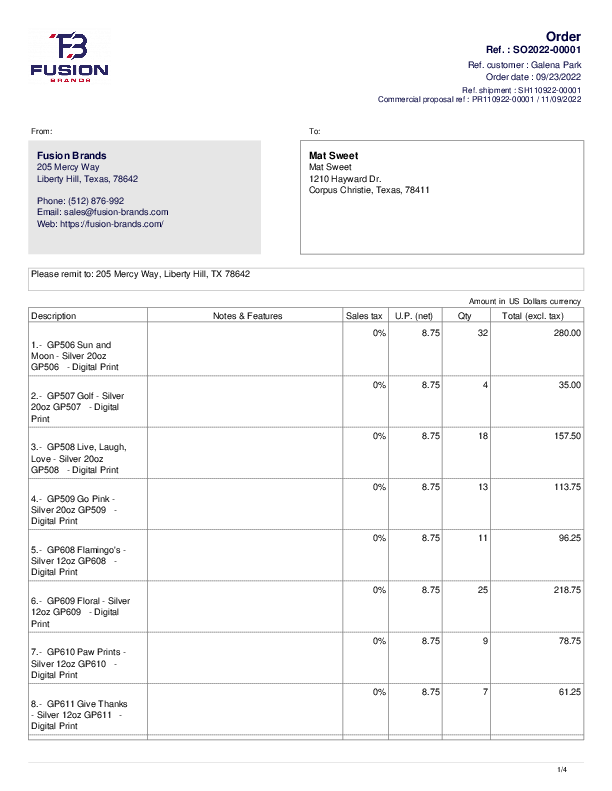 FUSION
BRANDS
Order
Ref. : SO2022-00001
Ref. customer : Galena Park
Order date : 09/23/2022
Ref. shipment : SH110922-00001
Commercial proposal ref : PR110922-00001 / 11/09/2022
From:
To:
Fusion Brands
205 Mercy Way
Liberty Hill, Texas, 78642
Phone: (512) 876-992
Email: sales@fusion-brands.com
Web: https://fusion-brands.com/
Mat Sweet
Mat Sweet
1210 Hayward Dr.
Corpus Christie, Texas, 78411
Please remit to: 205 Mercy Way, Liberty Hill, TX 78642
Amount in US Dollars currency
Description Notes & Features Sales tax U.P. (net) Qty Total (excl. tax)
0% 8.75 32 280.00
1.- GP506 Sun and
Moon - Silver 20oz
GP506 - Digital Print
0% 8.75 4 35.00
2.- GP507 Golf - Silver
20oz GP507 - Digital
Print
0% 8.75 18 157.50
3.- GP508 Live, Laugh,
Love - Silver 20oz
GP508 - Digital Print
0% 8.75 13 113.75
4.- GP509 Go Pink -
Silver 20oz GP509 -
Digital Print
0% 8.75 11 96.25
5.- GP608 Flamingo's -
Silver 12oz GP608 -
Digital Print
0% 8.75 25 218.75
6.- GP609 Floral - Silver
12oz GP609 - Digital
Print
0% 8.75 9 78.75
7.- GP610 Paw Prints -
Silver 12oz GP610 -
Digital Print
0% 8.75 7 61.25
8.- GP611 Give Thanks
- Silver 12oz GP611 -
Digital Print
1/4